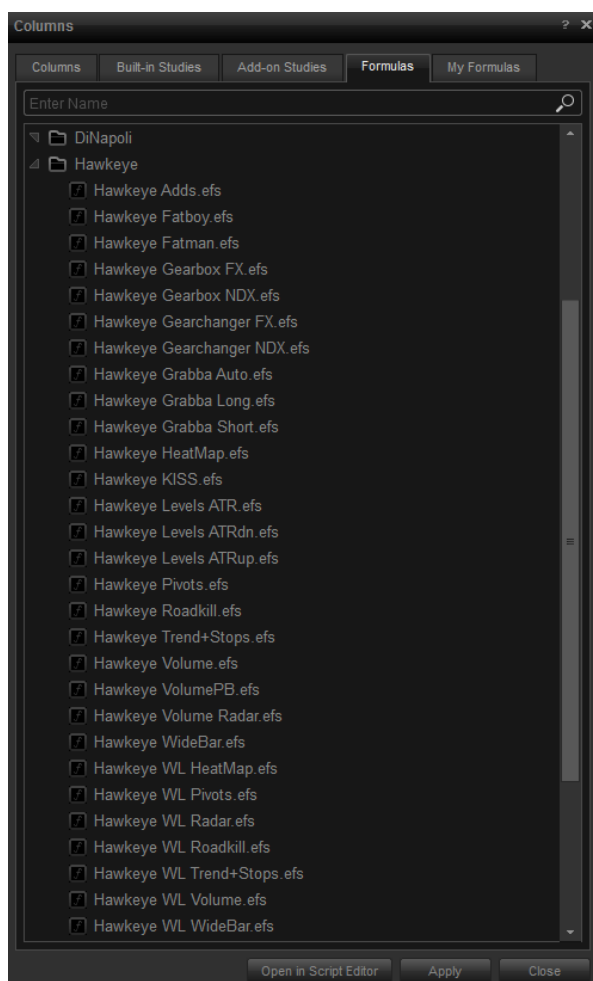 Columns ? X
Columns Built-in Studies Add-on Studies Formulas My Formulas
Enter Name
DiNapoli
Hawkeye
Hawkeye Adds.efs
Hawkeye Fatboy.efs
Hawkeye Fatman.efs
Hawkeye Gearbox FX.efs
Hawkeye Gearbox NDX.efs
Hawkeye Gearchanger FX.efs
Hawkeye Gearchanger NDX.efs
Hawkeye Grabba Auto.efs
Hawkeye Grabba Long.efs
Hawkeye Grabba Short.efs
Hawkeye HeatMap.efs
Hawkeye KISS.efs
Hawkeye Levels ATR.efs
Hawkeye Levels ATRdn.efs
Hawkeye Levels ATRup.efs
Hawkeye Pivots.efs
Hawkeye Roadkill.efs
Hawkeye Trend+Stops.efs
Hawkeye Volume.efs
Hawkeye VolumePB.efs
Hawkeye Volume Radar.efs
Hawkeye WideBar.efs
Hawkeye WL HeatMap.efs
Hawkeye WL Pivots.efs
Hawkeye WL Radar.efs
Hawkeye WL Roadkill.efs
Hawkeye WL Trend+Stops.efs
Hawkeye WL Volume.efs
Hawkeye WL WideBar.efs
Open in Script Editor Apply Close